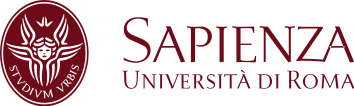 STVDIVM VRBIS
SAPIENZA
UNIVERSITÀ DI ROMA